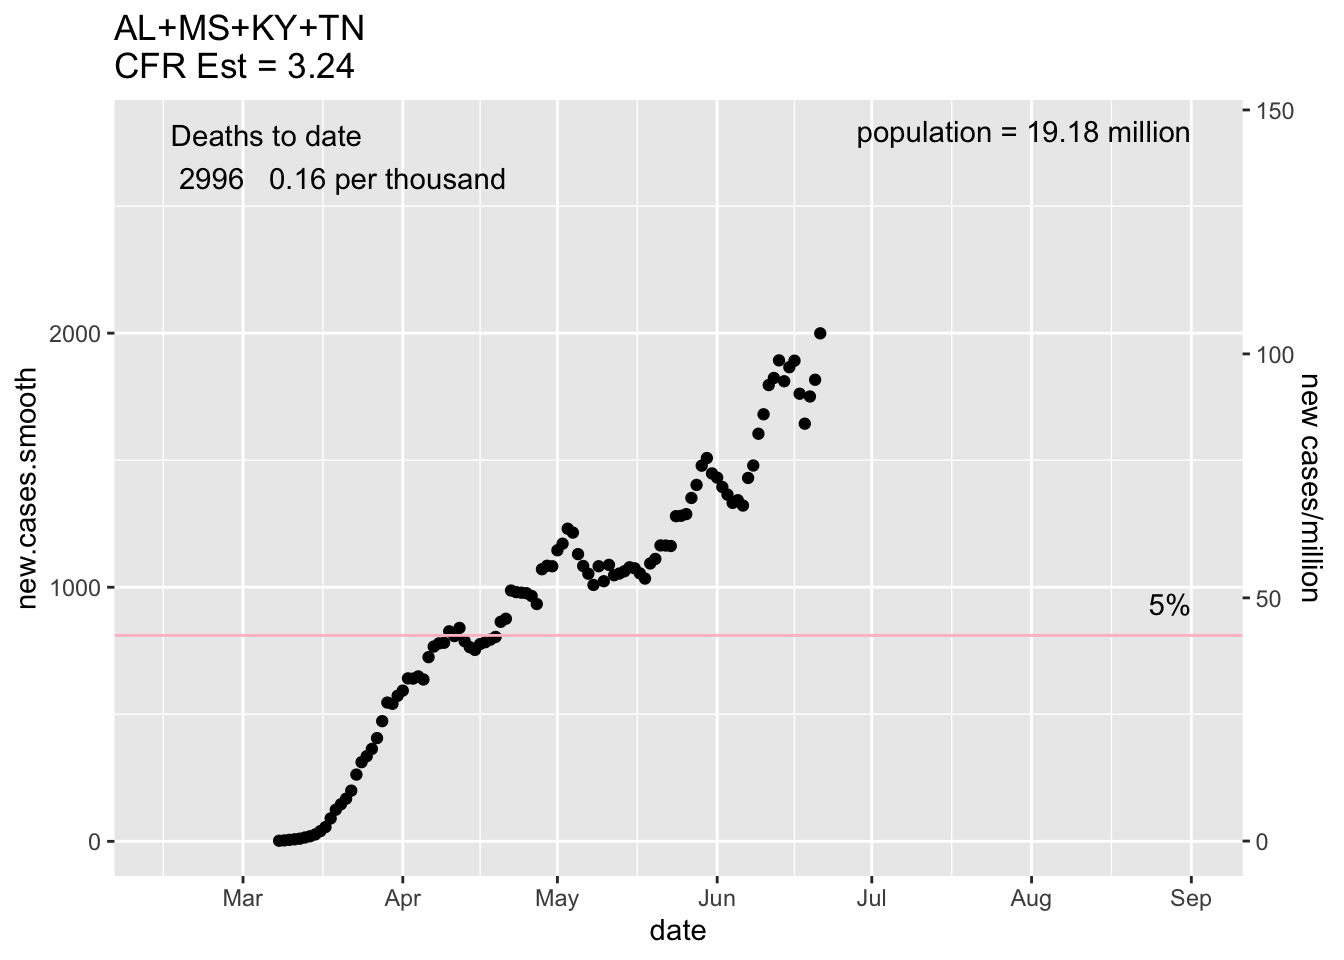 AL+MS+KY+TN
CFR Est = 3.24
Deaths to date
2996 0.16 per thousand
population = 19.18 million
150
100
50
0
2000
1000
0
new.cases.smooth
new cases/million
5%
Mar Apr May Jun Jul Aug Sep
date